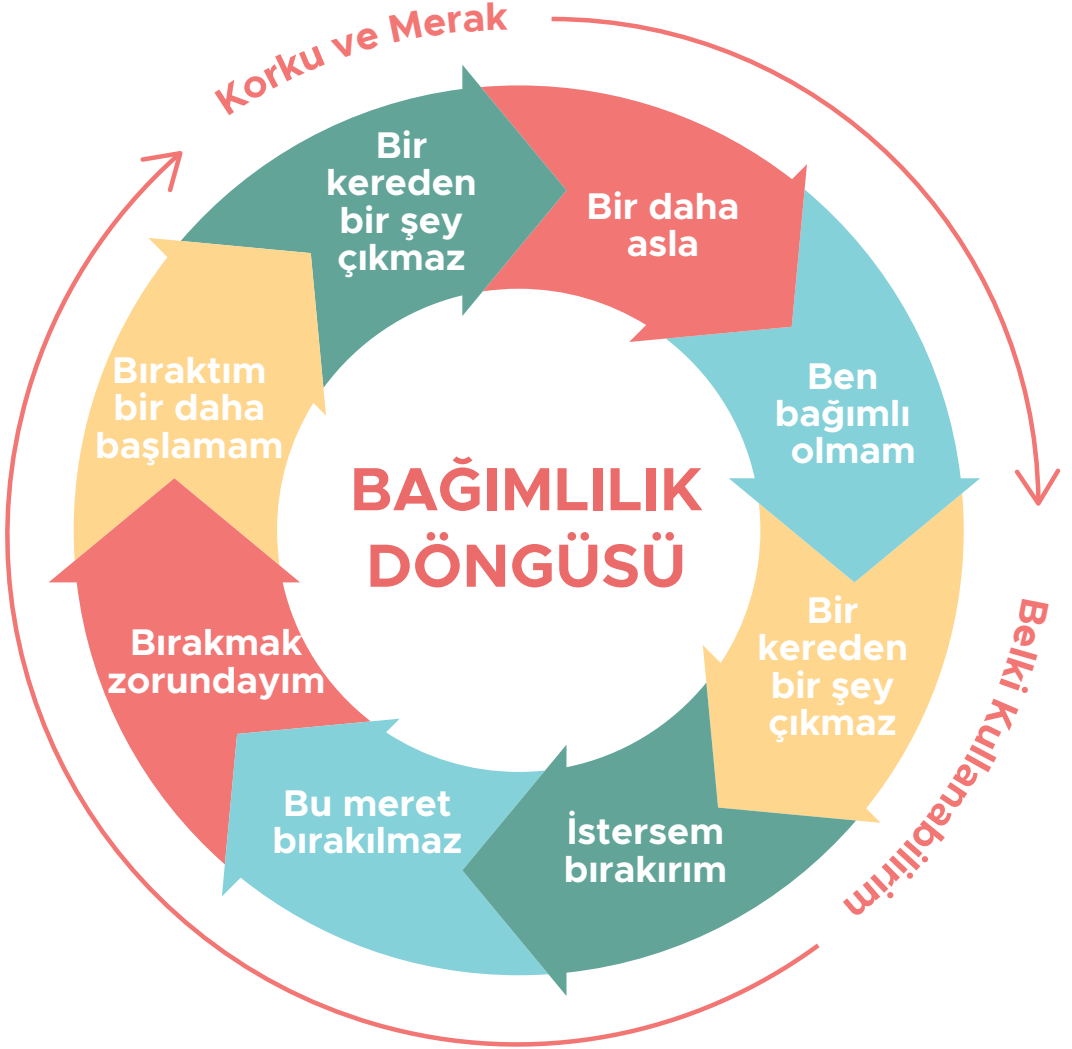 Korku ve Merak
Bir
kereden
bir şey
çıkmaz
Bir daha
asla
Ben
bağımlı
olmam
Bir
kereden
bir şey
çıkmaz
İstersem
bırakırım
Bu meret
bırakılmaz
Bırakmak
zorundayım
Bıraktım
bir daha
başlamam
BAĞIMLILIK
DÖNGÜSÜ
Belki Kullanabilirim